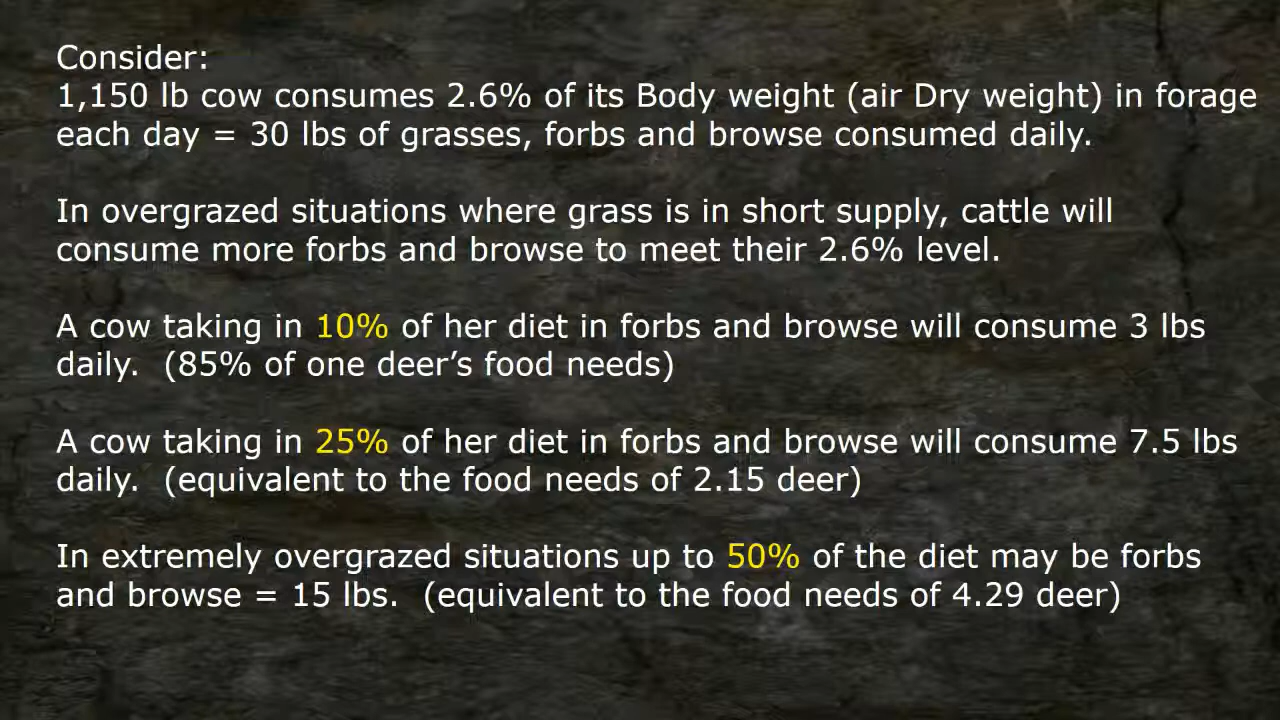 Consider:
1,150 lb cow consumes 2.6% of its Body weight (air Dry weight) in forage
each day = 30 lbs of grasses, forbs and browse consumed daily.
In overgrazed situations where grass is in short supply, cattle will
consume more forbs and browse to meet their 2.6% level.
A cow taking in 10% of her diet in forbs and browse will consume 3 lbs
daily.  (85% of one deer’s food needs)
A cow taking in 25% of her diet in forbs and browse will consume 7.5 lbs
daily.  (equivalent to the food needs of 2.15 deer)
In extremely overgrazed situations up to 50% of the diet may be forbs
and browse = 15 lbs.  (equivalent to the food needs of 4.29 deer)